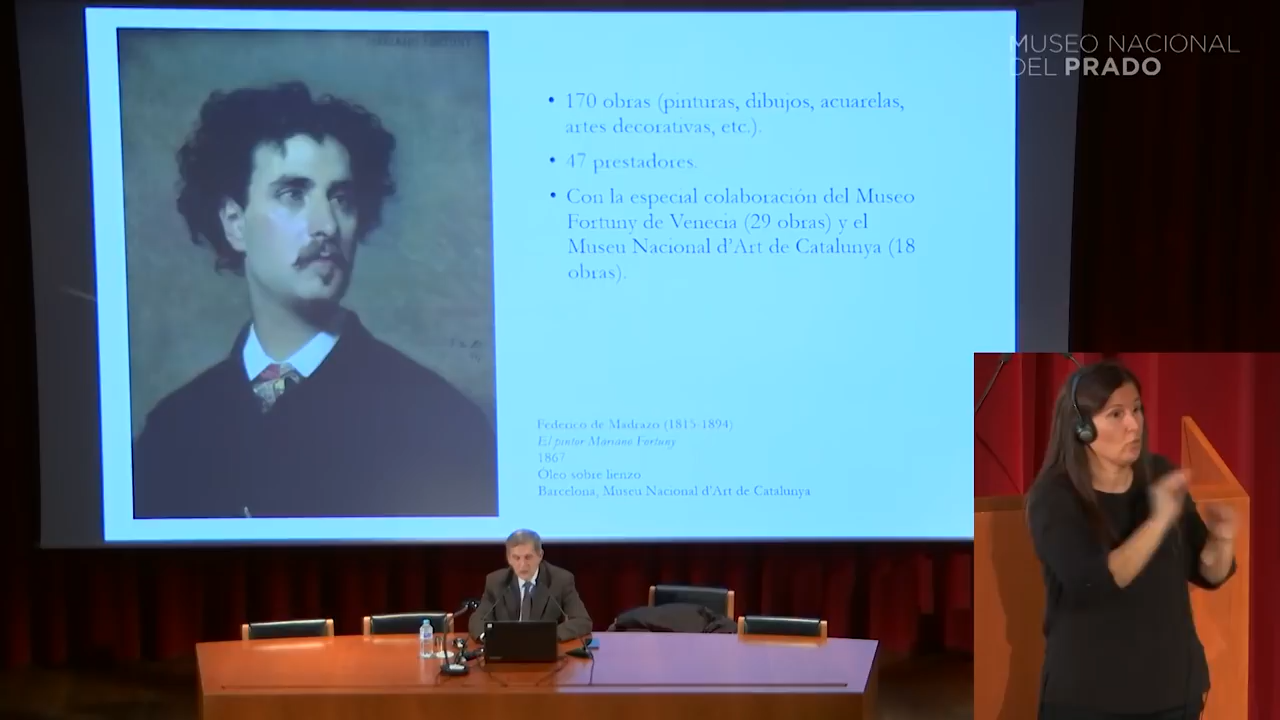 MUSEO NACIONAL
DEL PRADO
• 170 obras (pinturas, dibujos, acuarelas,
artes decorativas, etc.).
• 47 prestadores.
• Con la especial colaboración del Museo
Fortuny de Venecia (29 obras) y el
Museu Nacional d'Art de Catalunya (18
obras).
Federico de Madrazo (1815-1894)
El pintor Mariano Fortuny
1867
Óleo sobre lienzo
Barcelona, Museu Nacional d'Art de Catalunya